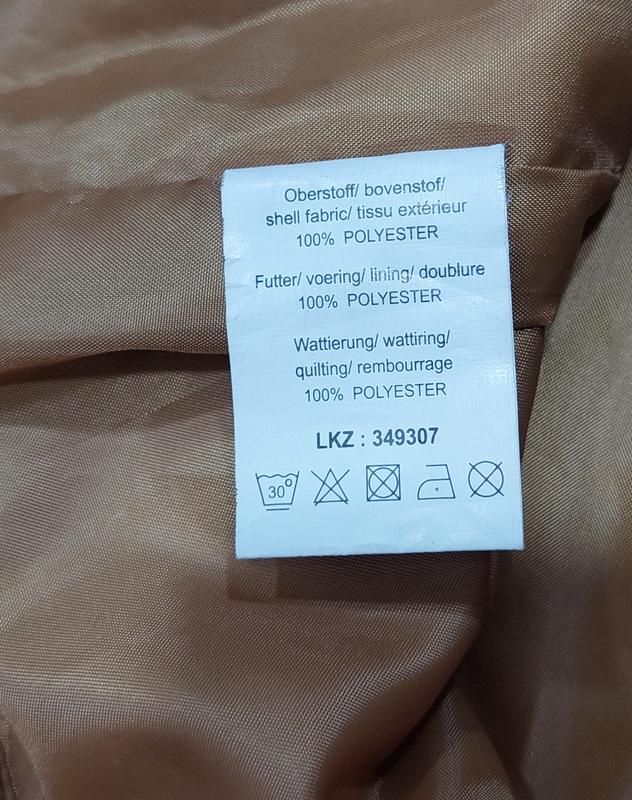 Oberstoff/ bovenstof/
shell fabric/ tissu extérieur
100% POLYESTER
Futter/ voering/ lining/ doublure
100% POLYESTER
Wattierung/ wattiring/
quilting/ rembourrage
100% POLYESTER
LKZ : 349307
30°